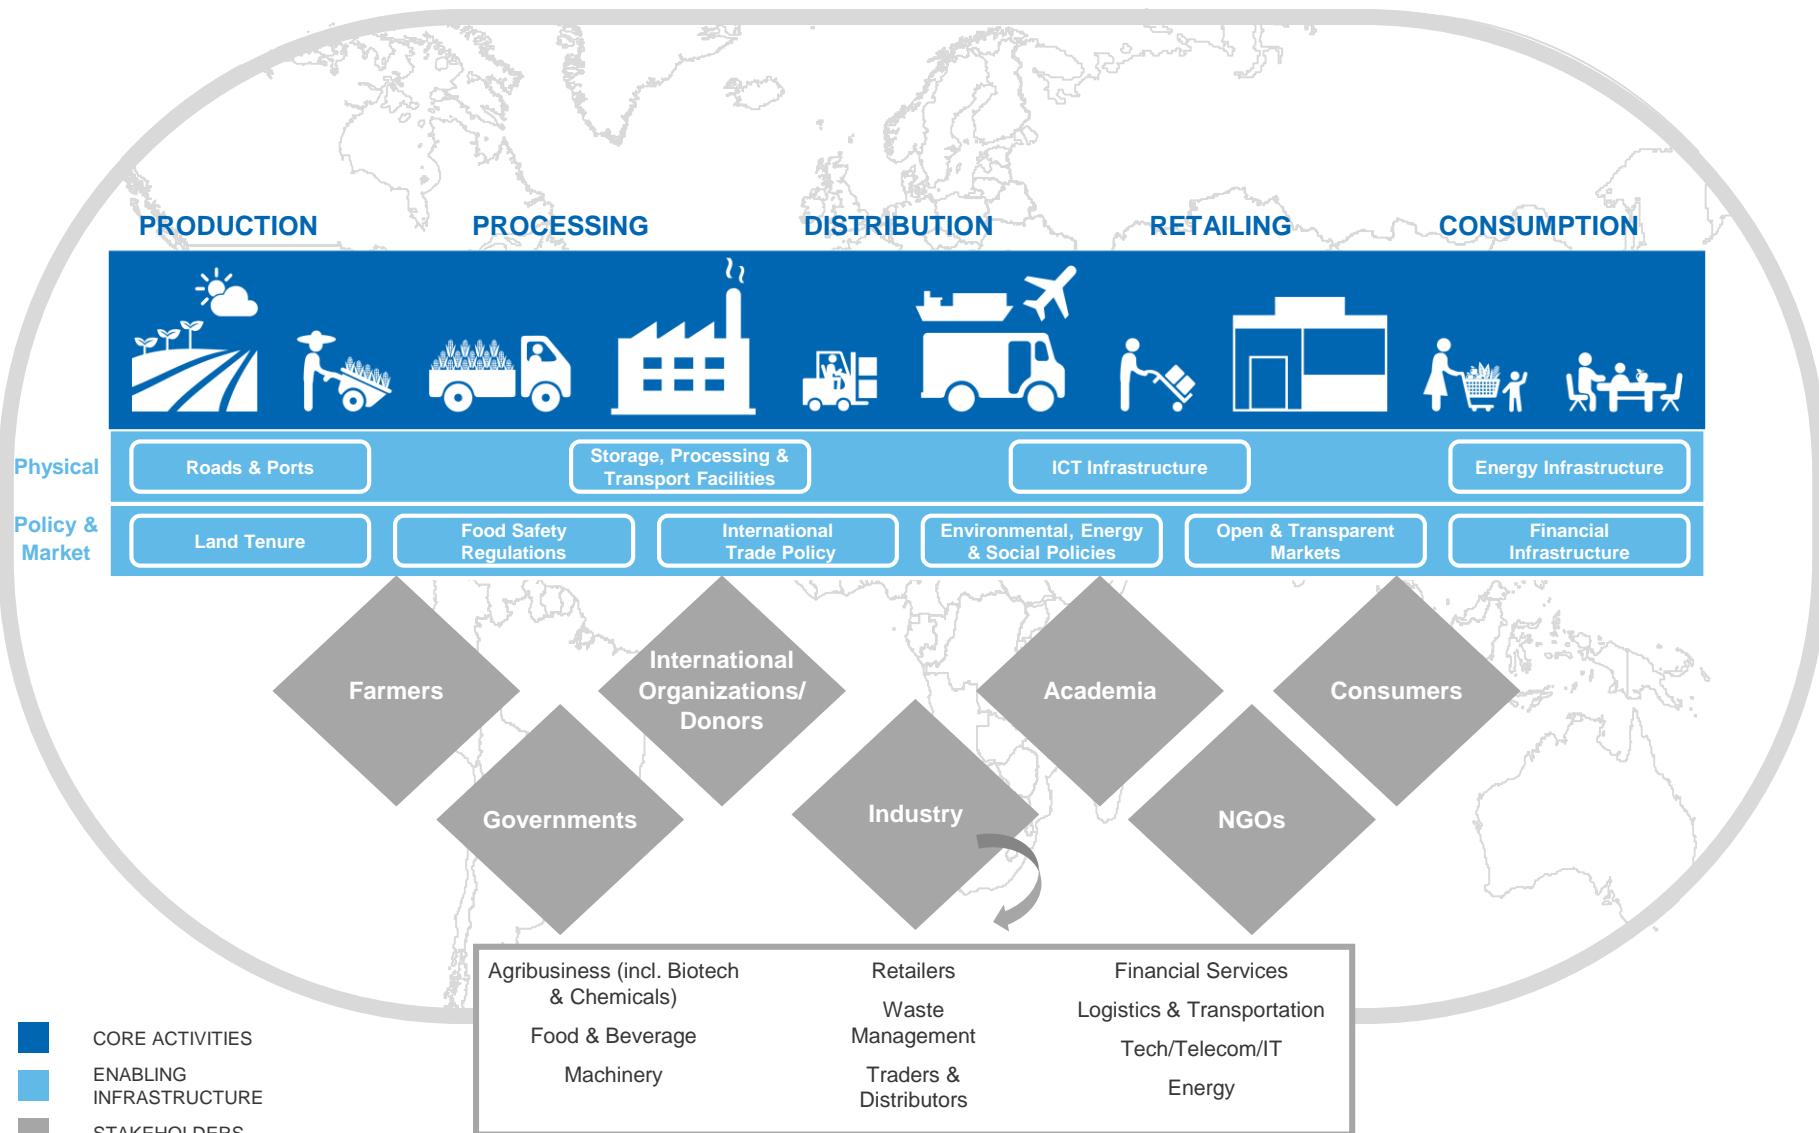 PRODUCTION
PROCESSING
DISTRIBUTION
RETAILING
CONSUMPTION
Physical
Roads & Ports
Storage, Processing &
Transport Facilities
ICT Infrastructure
Energy Infrastructure
Policy &
Market
Land Tenure
Food Safety
Regulations
International
Trade Policy
Environmental, Energy
& Social Policies
Open & Transparent
Markets
Financial
Infrastructure
Farmers
International
Organizations/
Donors
Academia
Consumers
Governments
Industry
NGOs
Agribusiness (incl. Biotech
& Chemicals)
Food & Beverage
Machinery
Retailers
Waste
Management
Traders &
Distributors
Financial Services
Logistics & Transportation
Tech/Telecom/IT
Energy
CORE ACTIVITIES
ENABLING
INFRASTRUCTURE
STAKEHOLDERS